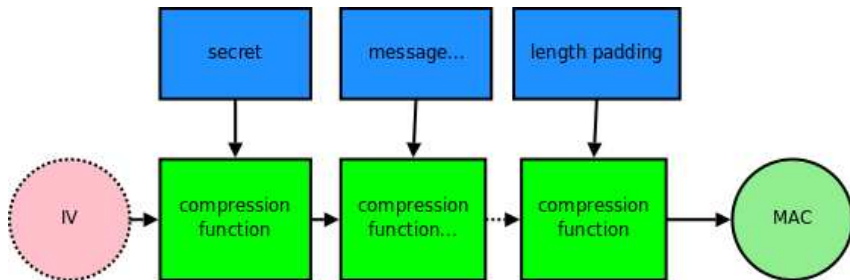 secret
message...
length padding
IV
compression
function
compression
function...
compression
function
MAC